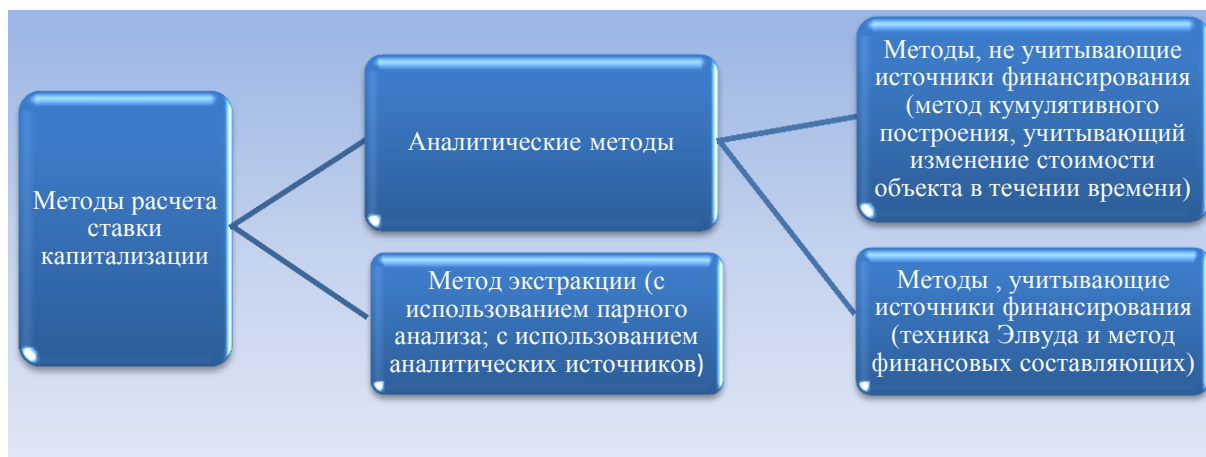 Методы расчета
ставки
капитализации
Аналитические методы
Метод экстракции (с
использованием парного
анализа; с использованием
аналитических источников)
Методы, не учитывающие
источники финансирования
(метод кумулятивного
построения, учитывающий
изменение стоимости
объекта в течении времени)
Методы , учитывающие
источники финансирования
(техника Элвуда и метод
финансовых составляющих)